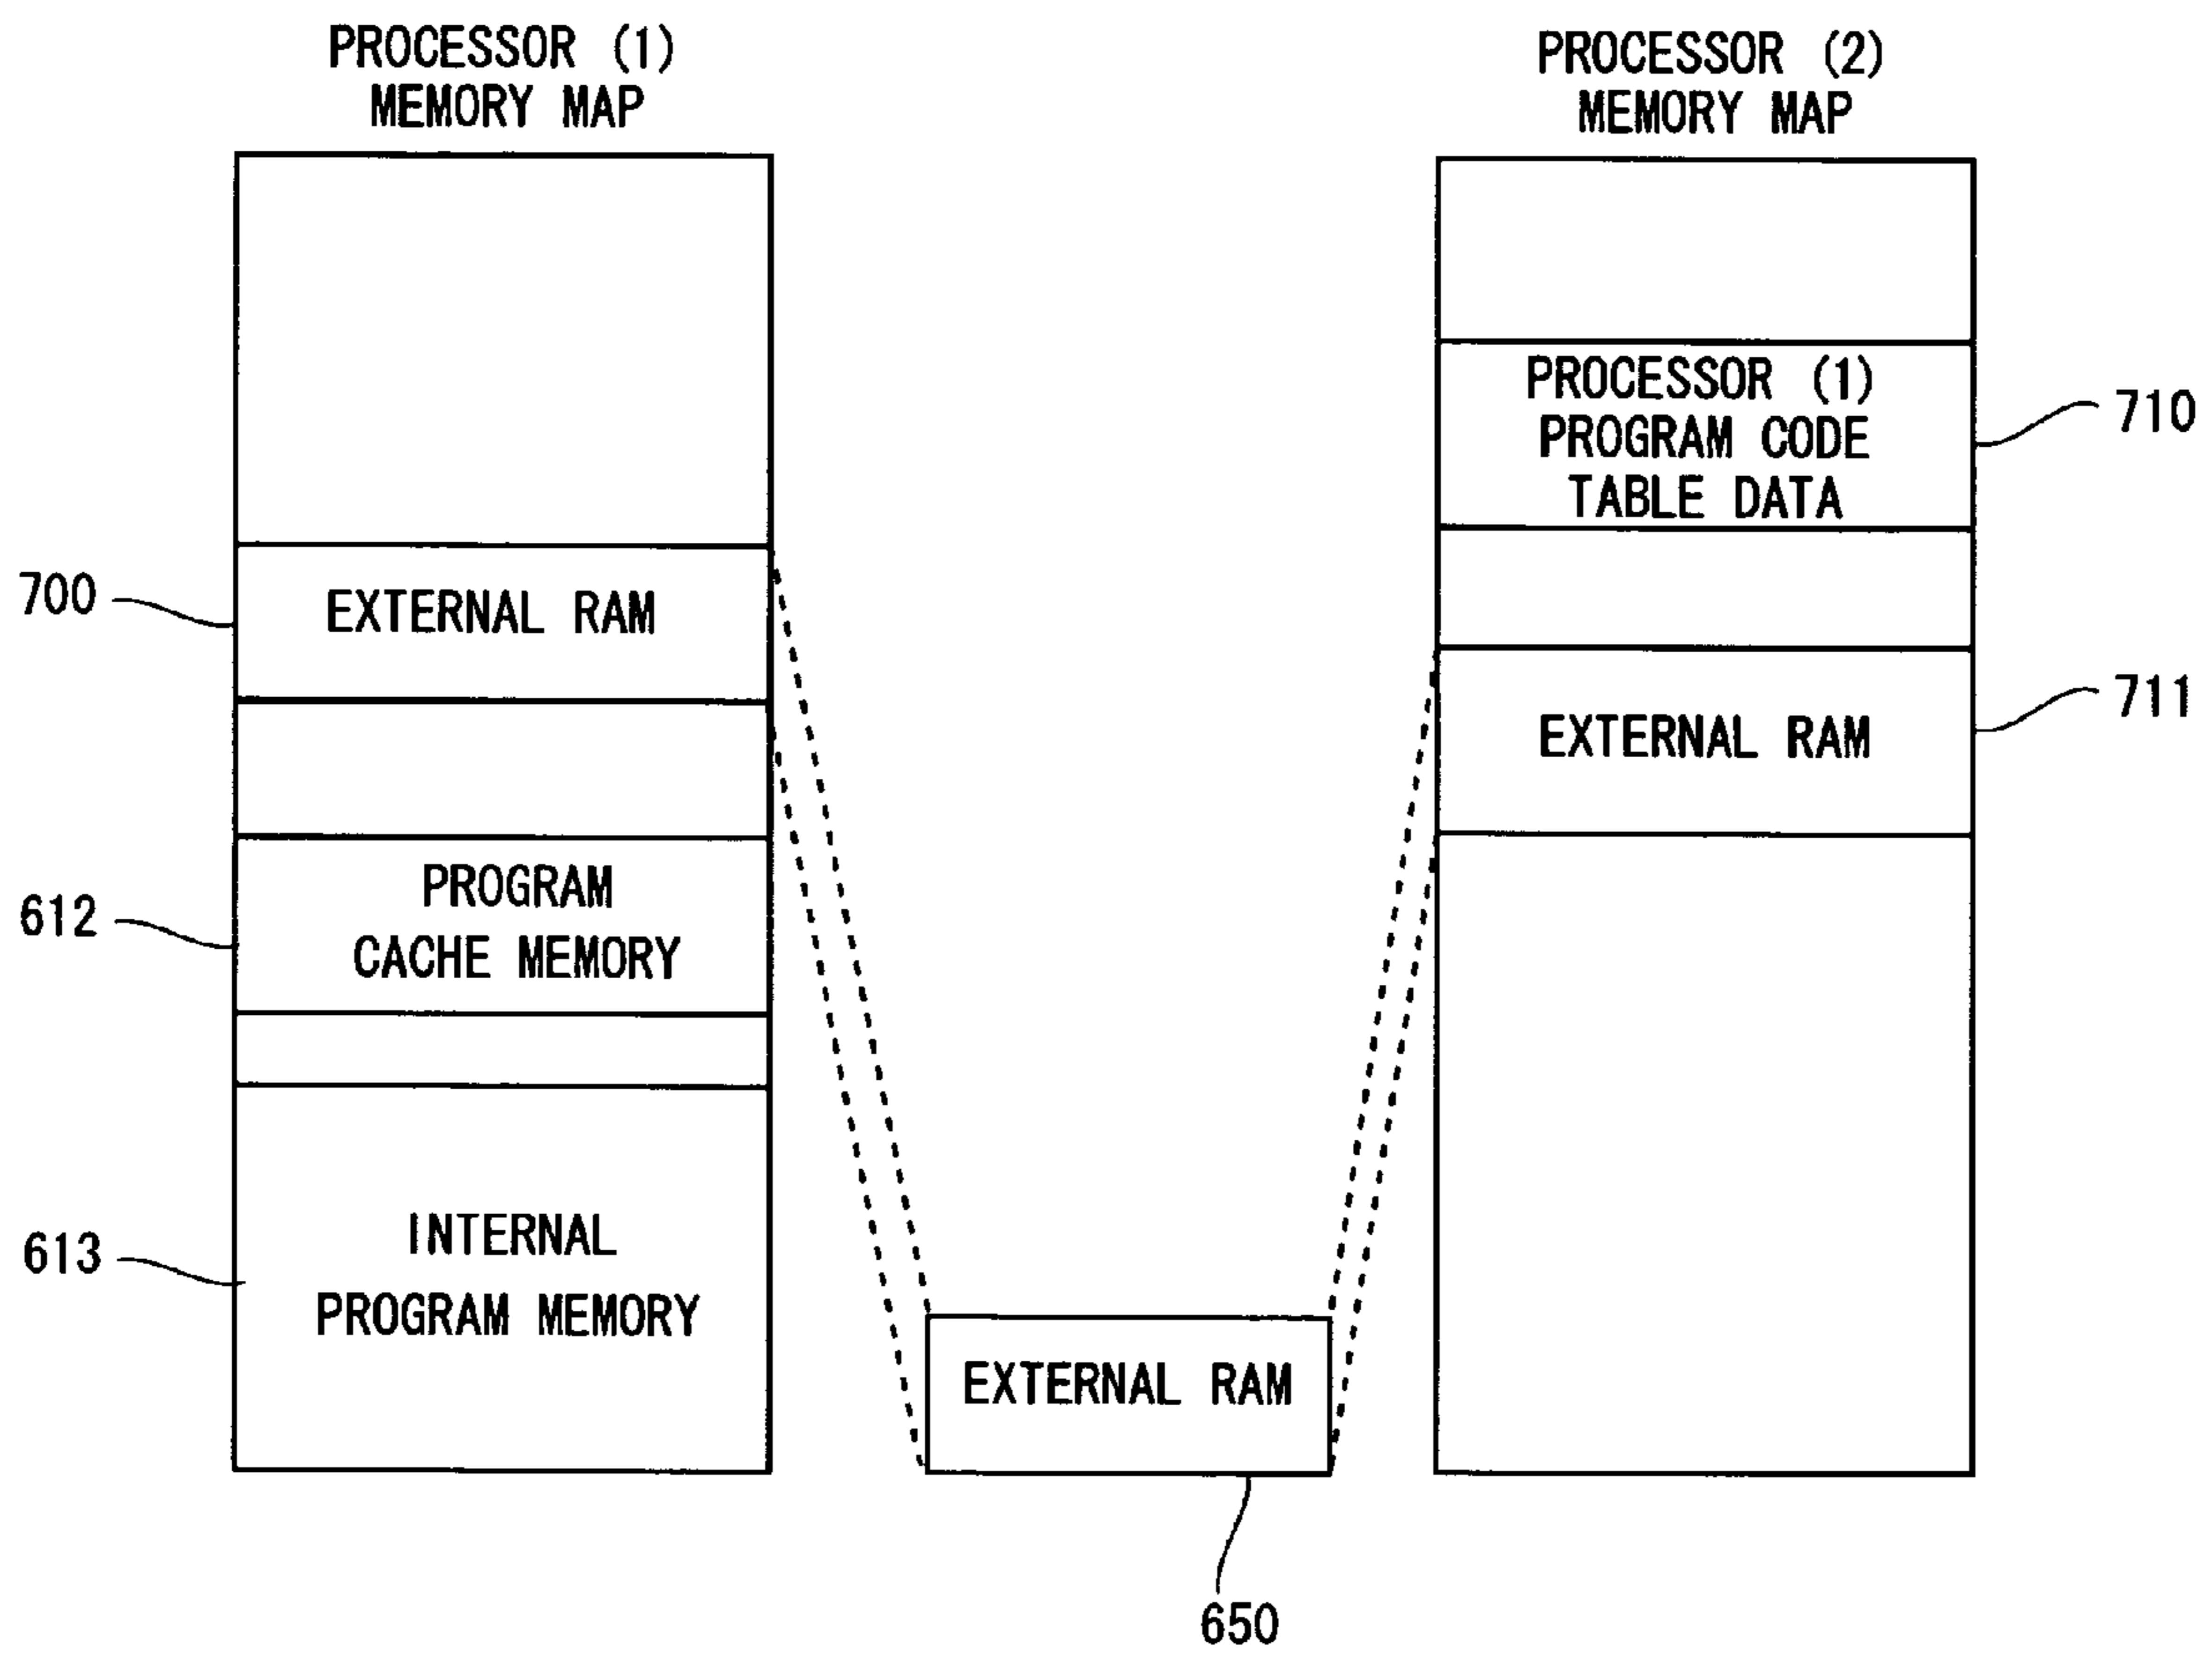 PROCESSOR (1)
MEMORY MAP
700
EXTERNAL RAM
612
PROGRAM
CACHE MEMORY
613
INTERNAL
PROGRAM MEMORY
EXTERNAL RAM
650
PROCESSOR (2)
MEMORY MAP
PROCESSOR (1)
PROGRAM CODE
TABLE DATA
710
EXTERNAL RAM
711